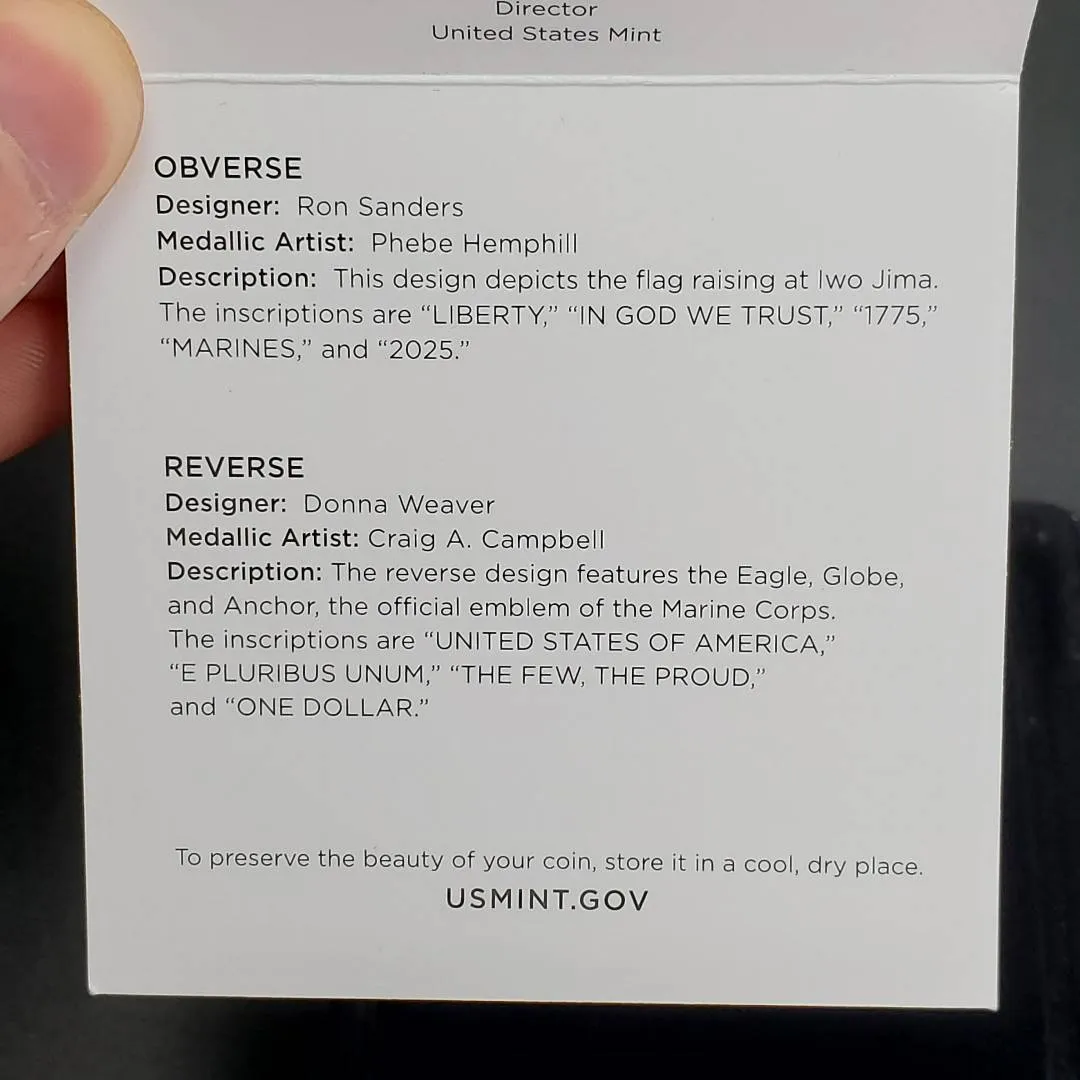 Director
United States Mint
OBVERSE
Designer: Ron Sanders
Medallic Artist: Phebe Hemphill
Description: This design depicts the flag raising at Iwo Jima.
The inscriptions are “LIBERTY,” “IN GOD WE TRUST,” “1775,”
“MARINES,” and “2025.”
REVERSE
Designer: Donna Weaver
Medallic Artist: Craig A. Campbell
Description: The reverse design features the Eagle, Globe,
and Anchor, the official emblem of the Marine Corps.
The inscriptions are “UNITED STATES OF AMERICA,”
“E PLURIBUS UNUM,” “THE FEW, THE PROUD,”
and “ONE DOLLAR.”
To preserve the beauty of your coin, store it in a cool, dry place.
USMINT.GOV